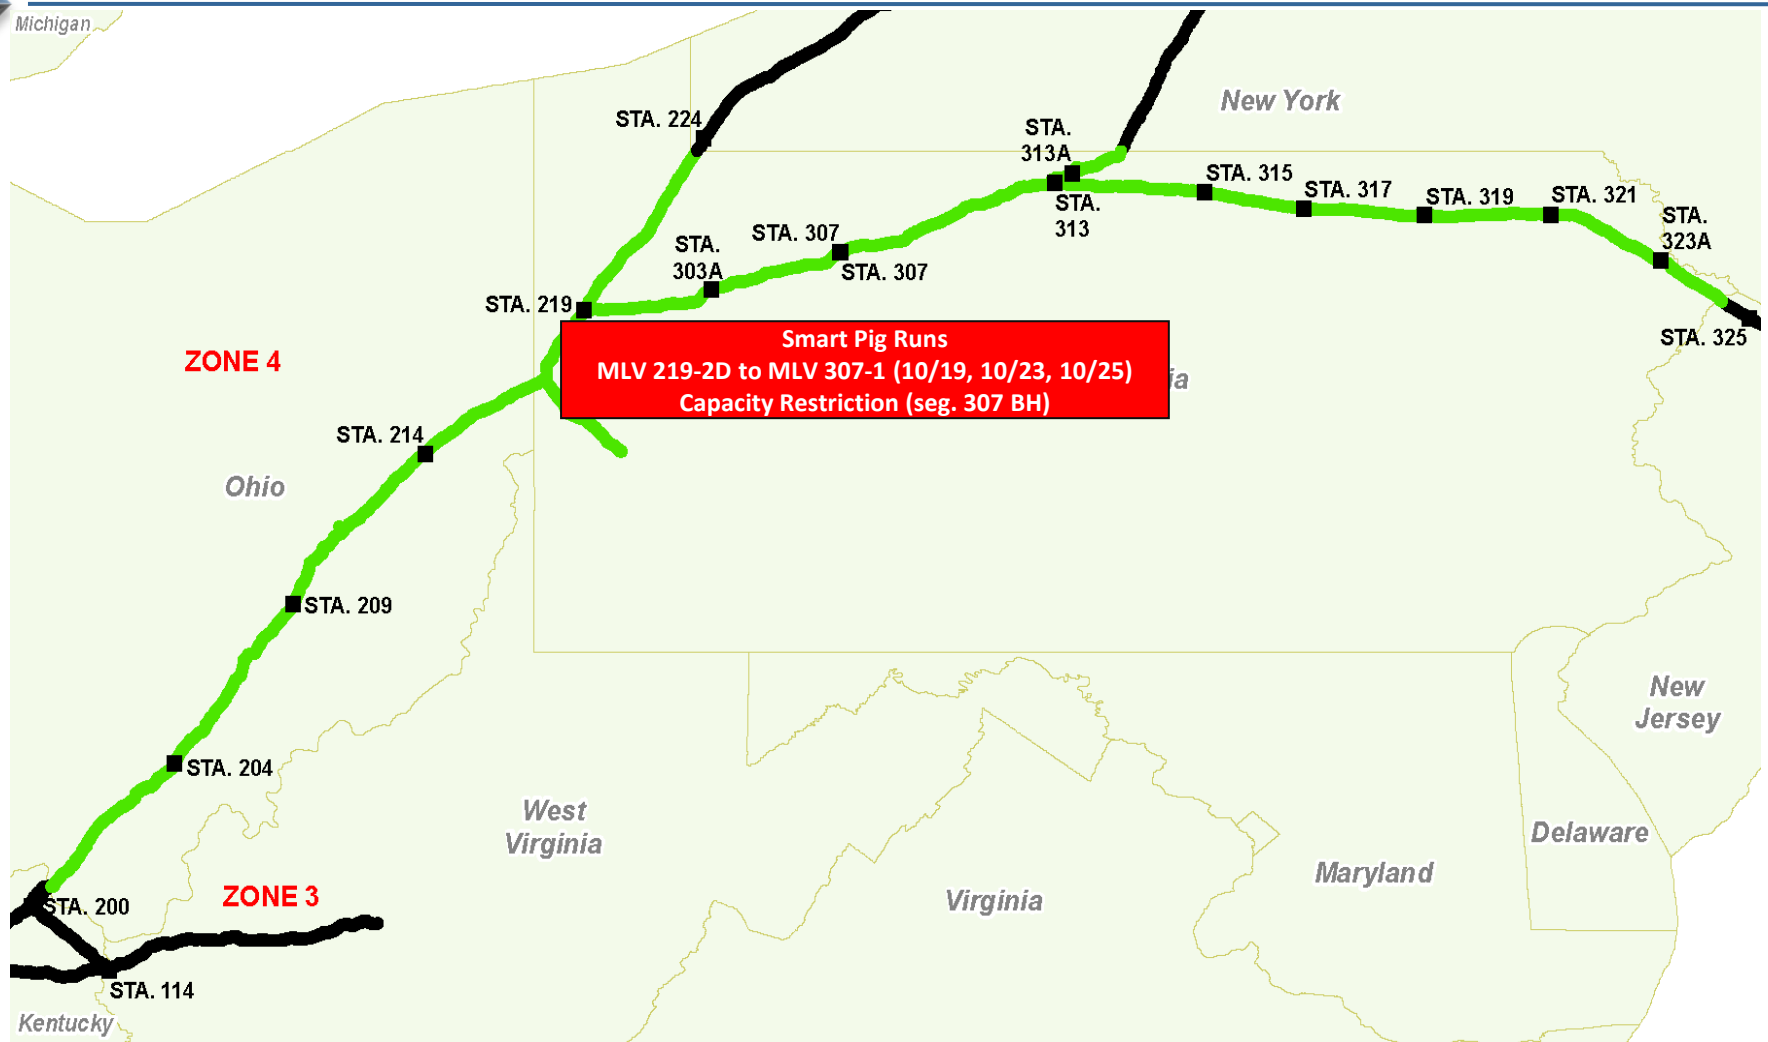 Michigan
New York
STA. 224
STA.
313A
STA. 315
STA. 317
STA. 319
STA. 321
STA.
323A
STA.
313
STA. 307
STA. 307
STA.
303A
STA. 219
STA. 325
Smart Pig Runs
MLV 219-2D to MLV 307-1 (10/19, 10/23, 10/25)
Capacity Restriction (seg. 307 BH)
ia
ZONE 4
STA. 214
Ohio
STA. 209
New
Jersey
STA. 204
West
Virginia
Delaware
Maryland
ZONE 3
Virginia
STA. 200
STA. 114
Kentucky